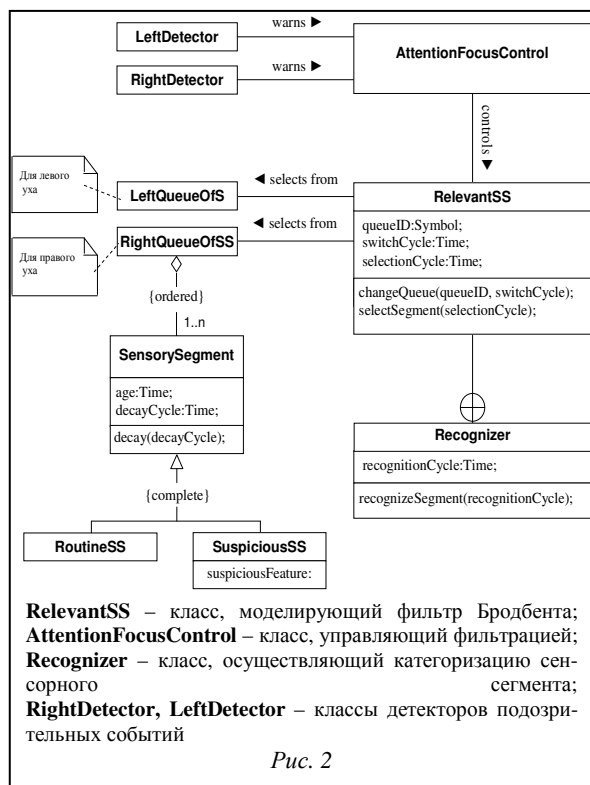 LeftDetector
warns ►
AttentionFocusControl
RightDetector
warns ►
controls ►
Для левого
уха
LeftQueueOfS
◄ selects from
RelevantSS
queueID:Symbol;
switchCycle:Time;
selectionCycle:Time;
changeQueue(queueID, switchCycle);
selectSegment(selectionCycle);
Для правого
уха
RightQueueOfSS
◄ selects from
{ordered}
1..n
SensorySegment
age:Time;
decayCycle:Time;
decay(decayCycle);
Recognizer
recognitionCycle:Time;
recognizeSegment(recognitionCycle);
{complete}
RoutineSS
SuspiciousSS
suspiciousFeature:
RelevantSS – класс, моделирующий фильтр Бродбента;
AttentionFocusControl – класс, управляющий фильтрацией;
Recognizer – класс, осуществляющий категоризацию сен-
сорного сегмента;
RightDetector, LeftDetector – классы детекторов подозри-
тельных событий
Рис. 2